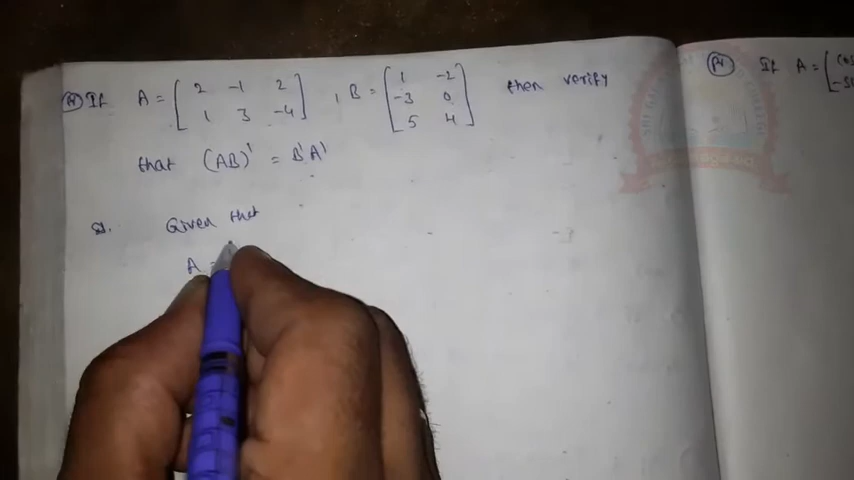 If A = [ 2 -1 2 1 3 -4 ] , B = [ 1 -2 -3 0 5 4 ] then verify
that (AB)' = B'A'
Given that
A =
If A = [